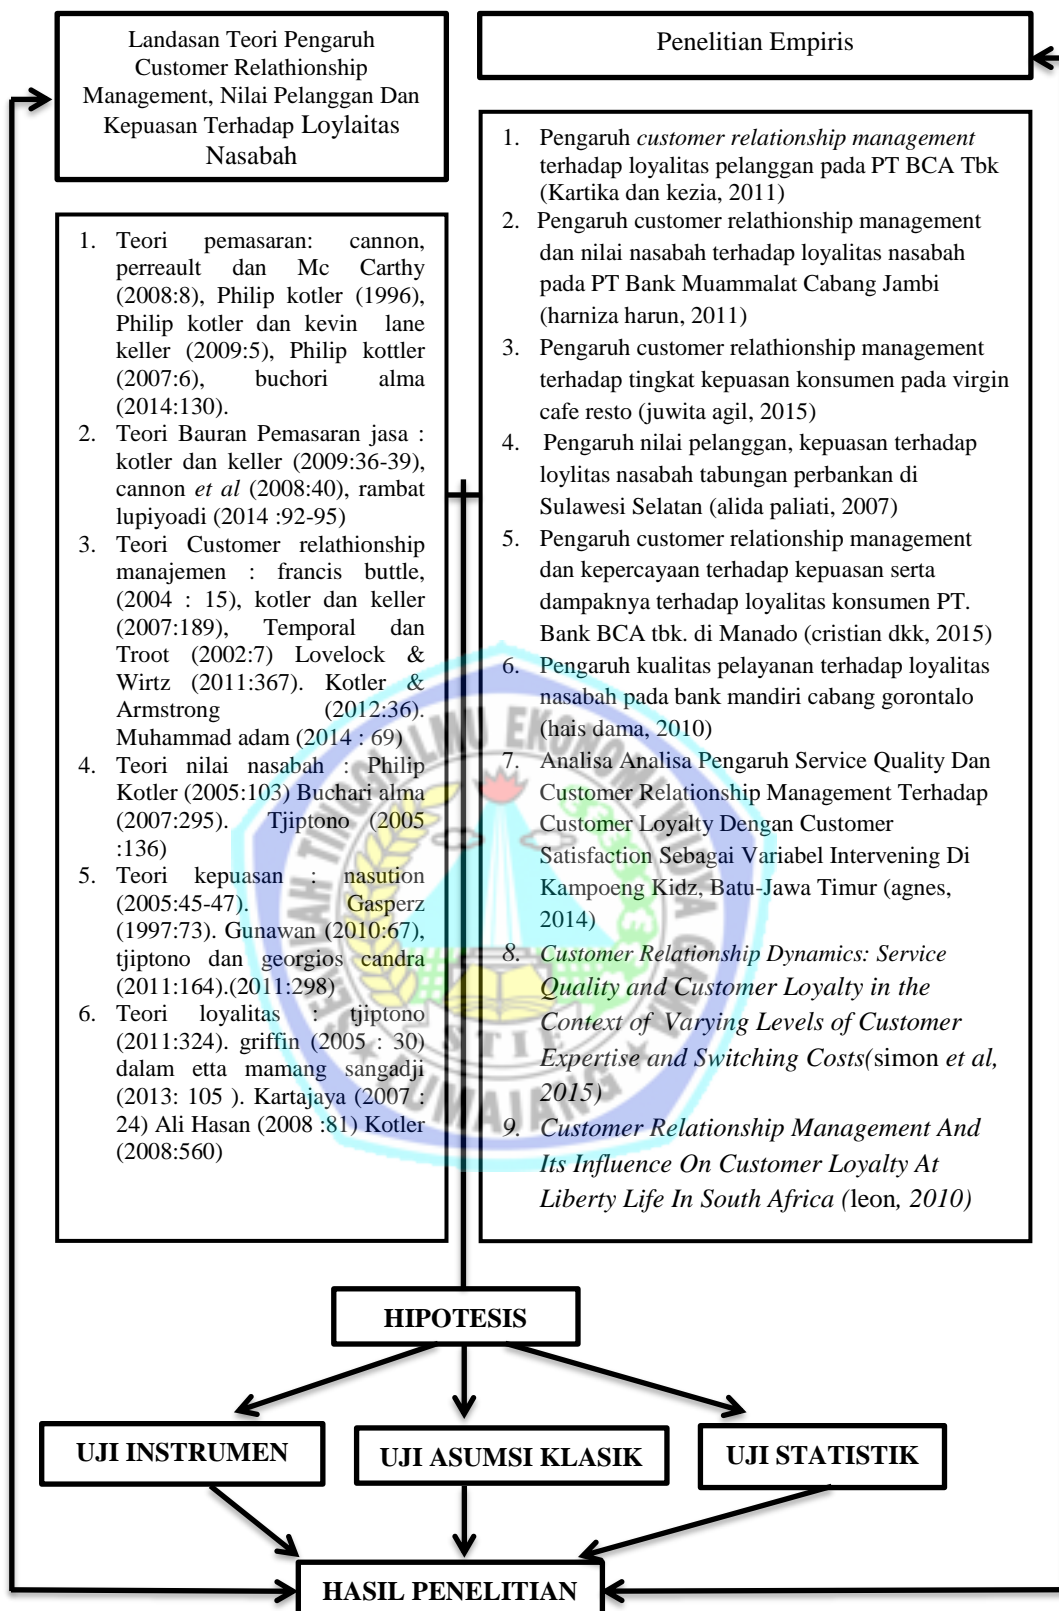 Landasan Teori Pengaruh
Customer Relathionship
Management, Nilai Pelanggan Dan
Kepuasan Terhadap Loylaitas
Nasabah
Penelitian Empiris
1. Teori pemasaran: cannon,
perreault dan Mc Carthy
(2008:8), Philip kotler (1996),
Philip kotler dan kevin lane
keller (2009:5), Philip kottler
(2007:6), buchori alma
(2014:130).
2. Teori Bauran Pemasaran jasa :
kotler dan keller (2009:36-39),
cannon et al (2008:40), rambat
lupiyoadi (2014 :92-95)
3. Teori Customer relathionship
manajemen : francis buttle,
(2004 : 15), kotler dan keller
(2007:189), Temporal dan
Troot (2002:7) Lovelock &
Wirtz (2011:367). Kotler &
Armstrong (2012:36).
Muhammad adam (2014 : 69)
4. Teori nilai nasabah : Philip
Kotler (2005:103) Buchari alma
(2007:295). Tjiptono (2005
:136)
5. Teori kepuasan : nasution
(2005:45-47). Gasperz
(1997:73). Gunawan (2010:67),
tjiptono dan georgios candra
(2011:164).(2011:298)
6. Teori loyalitas : tjiptono
(2011:324). griffin (2005 : 30)
dalam etta mamang sangadji
(2013: 105 ). Kartajaya (2007 :
24) Ali Hasan (2008 :81) Kotler
(2008:560)
1. Pengaruh customer relationship management
terhadap loyalitas pelanggan pada PT BCA Tbk
(Kartika dan kezia, 2011)
2. Pengaruh customer relathionship management
dan nilai nasabah terhadap loyalitas nasabah
pada PT Bank Muammalat Cabang Jambi
(harniza harun, 2011)
3. Pengaruh customer relathionship management
terhadap tingkat kepuasan konsumen pada virgin
cafe resto (juwita agil, 2015)
4. Pengaruh nilai pelanggan, kepuasan terhadap
loylitas nasabah tabungan perbankan di
Sulawesi Selatan (alida paliati, 2007)
5. Pengaruh customer relationship management
dan kepercayaan terhadap kepuasan serta
dampaknya terhadap loyalitas konsumen PT.
Bank BCA tbk. di Manado (cristian dkk, 2015)
6. Pengaruh kualitas pelayanan terhadap loyalitas
nasabah pada bank mandiri cabang gorontalo
(hais dama, 2010)
7. Analisa Analisa Pengaruh Service Quality Dan
Customer Relationship Management Terhadap
Customer Loyalty Dengan Customer
Satisfaction Sebagai Variabel Intervening Di
Kampoeng Kidz, Batu-Jawa Timur (agnes,
2014)
8. Customer Relationship Dynamics: Service
Quality and Customer Loyalty in the
Context of Varying Levels of Customer
Expertise and Switching Costs(simon et al,
2015)
9. Customer Relationship Management And
Its Influence On Customer Loyalty At
Liberty Life In South Africa (leon, 2010)
HIPOTESIS
UJI INSTRUMEN
UJI ASUMSI KLASIK
UJI STATISTIK
HASIL PENELITIAN
STIE
LUMAJANG